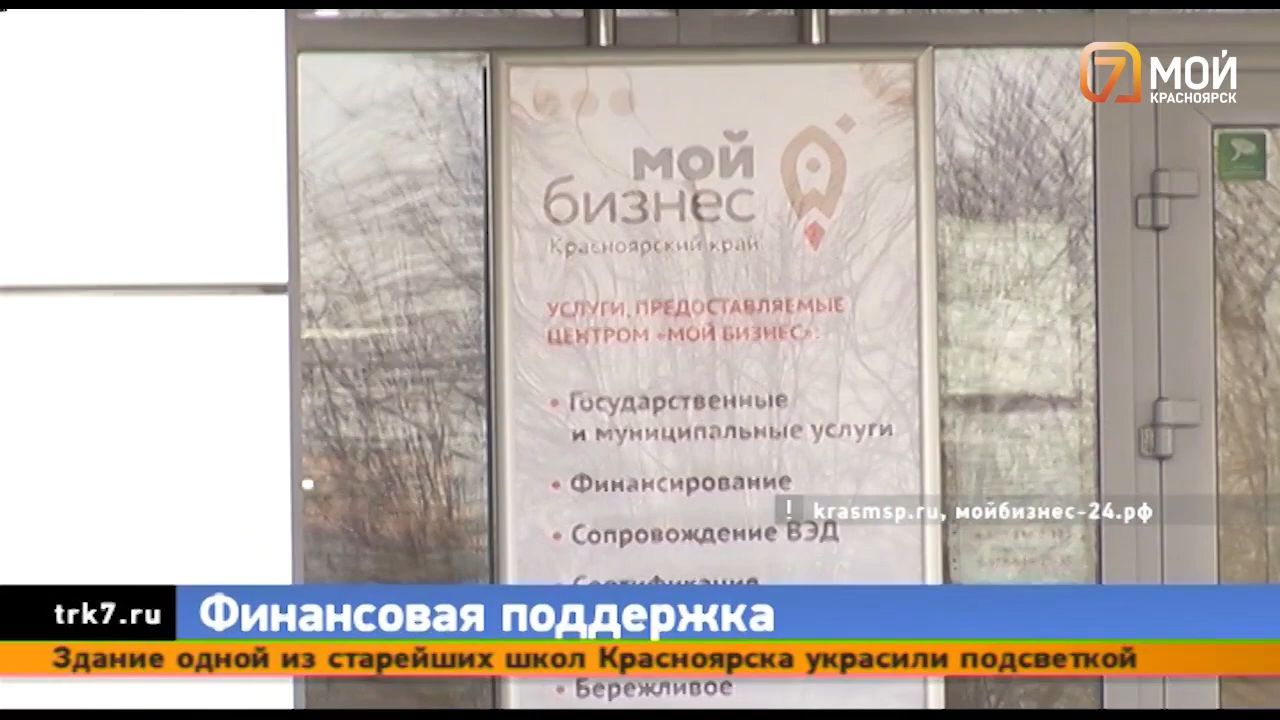 7 МОЙ
КРАСНОЯРСК
мой
бизнес
Красноярский край
УСЛУГИ, ПРЕДОСТАВЛЯЕМЫЕ
ЦЕНТРОМ «МОЙ БИЗНЕС»:
• Государственные
и муниципальные услуги
• Финансирование
! krasmsp.ru, мойбизнес-24.рф
• Сопровождение ВЭД
• Сертификация
trk7.ru Финансовая поддержка
Здание одной из старейших школ Красноярска украсили подсветкой
• Бережливое